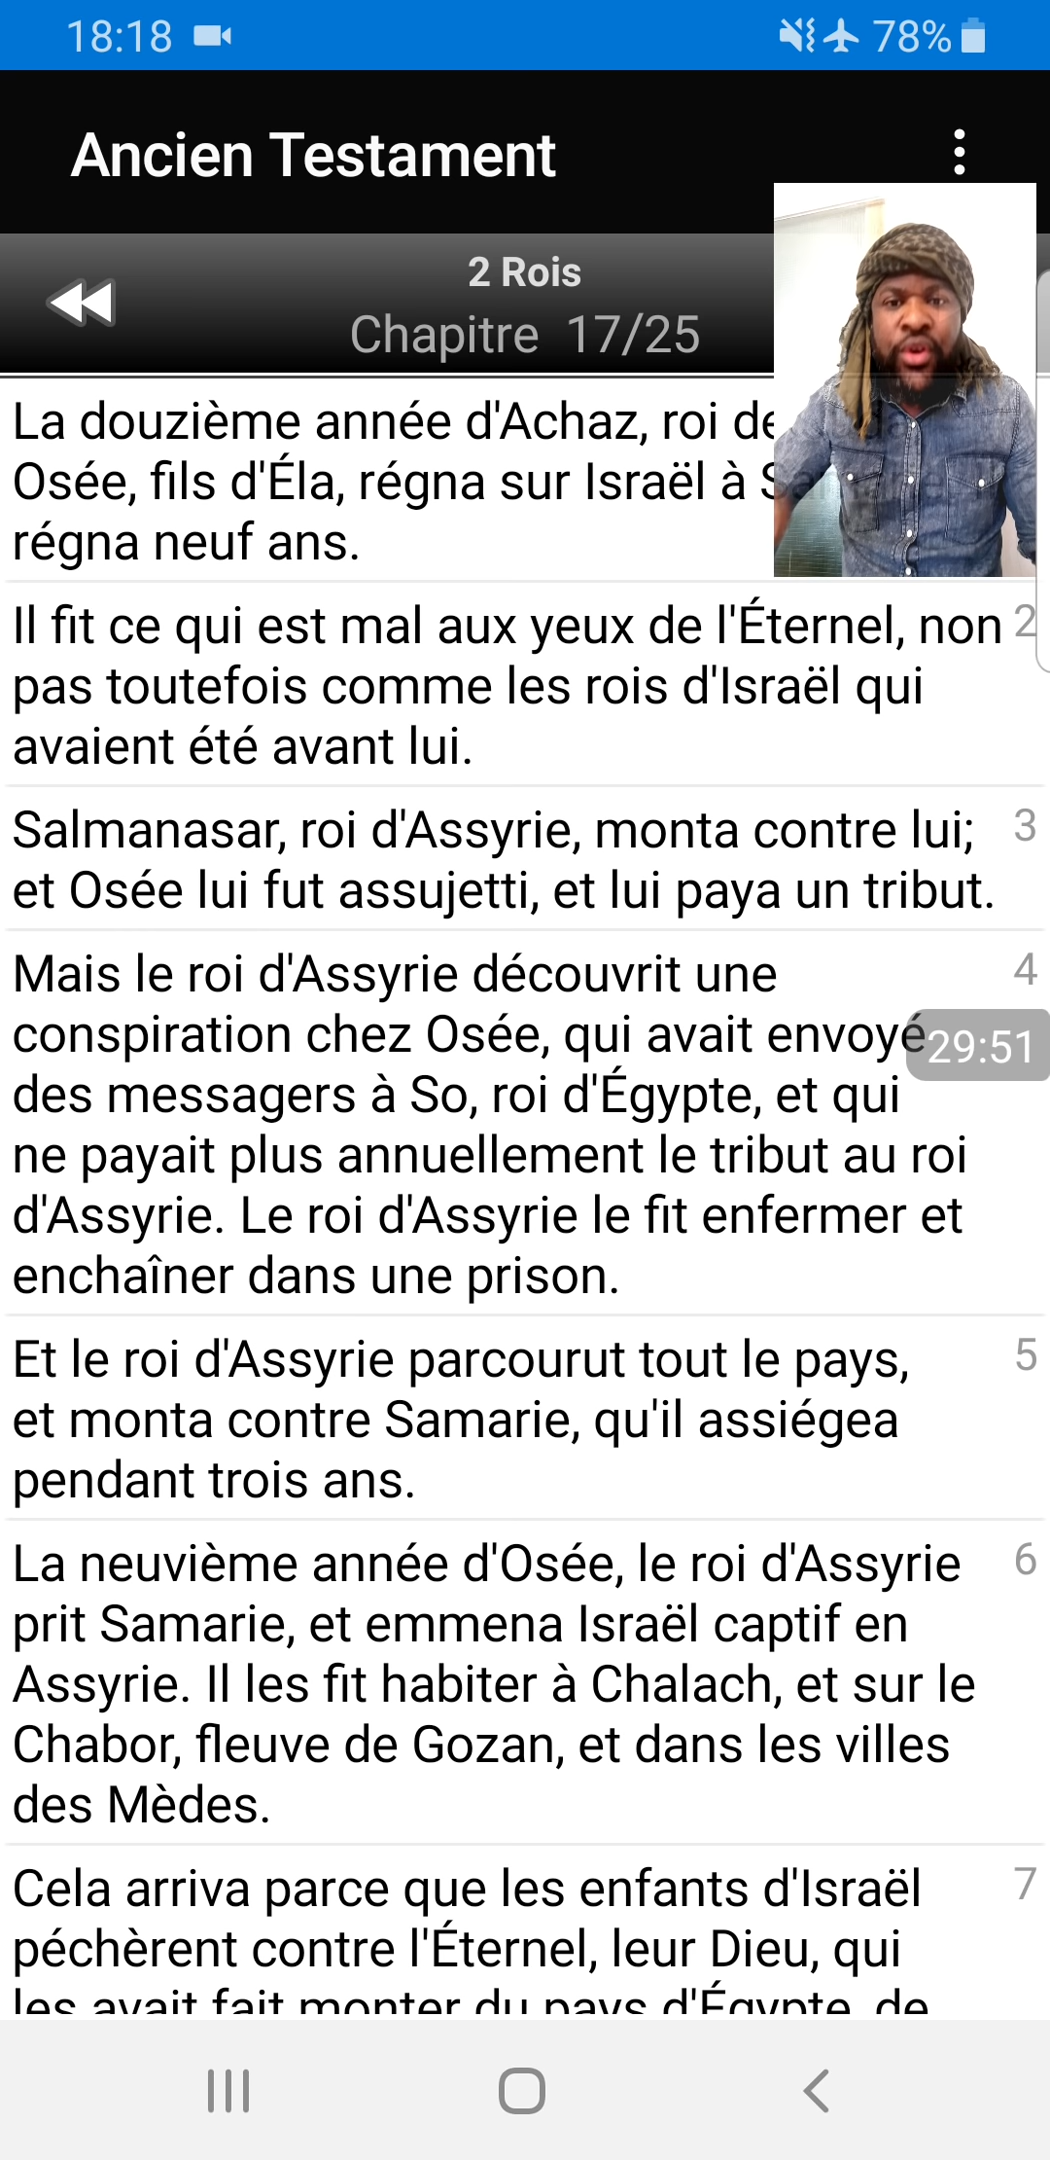 18:18
78%
Ancien Testament
2 Rois
Chapitre 17/25
La douzième année d'Achaz, roi de
Osée, fils d'Éla, régna sur Israël à
régna neuf ans.
Il fit ce qui est mal aux yeux de l'Éternel, non 2
pas toutefois comme les rois d'Israël qui
avaient été avant lui.
Salmanasar, roi d'Assyrie, monta contre lui; 3
et Osée lui fut assujetti, et lui paya un tribut.
Mais le roi d'Assyrie découvrit une 4
conspiration chez Osée, qui avait envoyé
29:51
des messagers à So, roi d'Égypte, et qui
ne payait plus annuellement le tribut au roi
d'Assyrie. Le roi d'Assyrie le fit enfermer et
enchaîner dans une prison.
Et le roi d'Assyrie parcourut tout le pays, 5
et monta contre Samarie, qu'il assiégea
pendant trois ans.
La neuvième année d'Osée, le roi d'Assyrie 6
prit Samarie, et emmena Israël captif en
Assyrie. Il les fit habiter à Chalach, et sur le
Chabor, fleuve de Gozan, et dans les villes
des Mèdes.
Cela arriva parce que les enfants d'Israël 7
péchèrent contre l'Éternel, leur Dieu, qui
les avait fait monter du pays d'Égypte, de